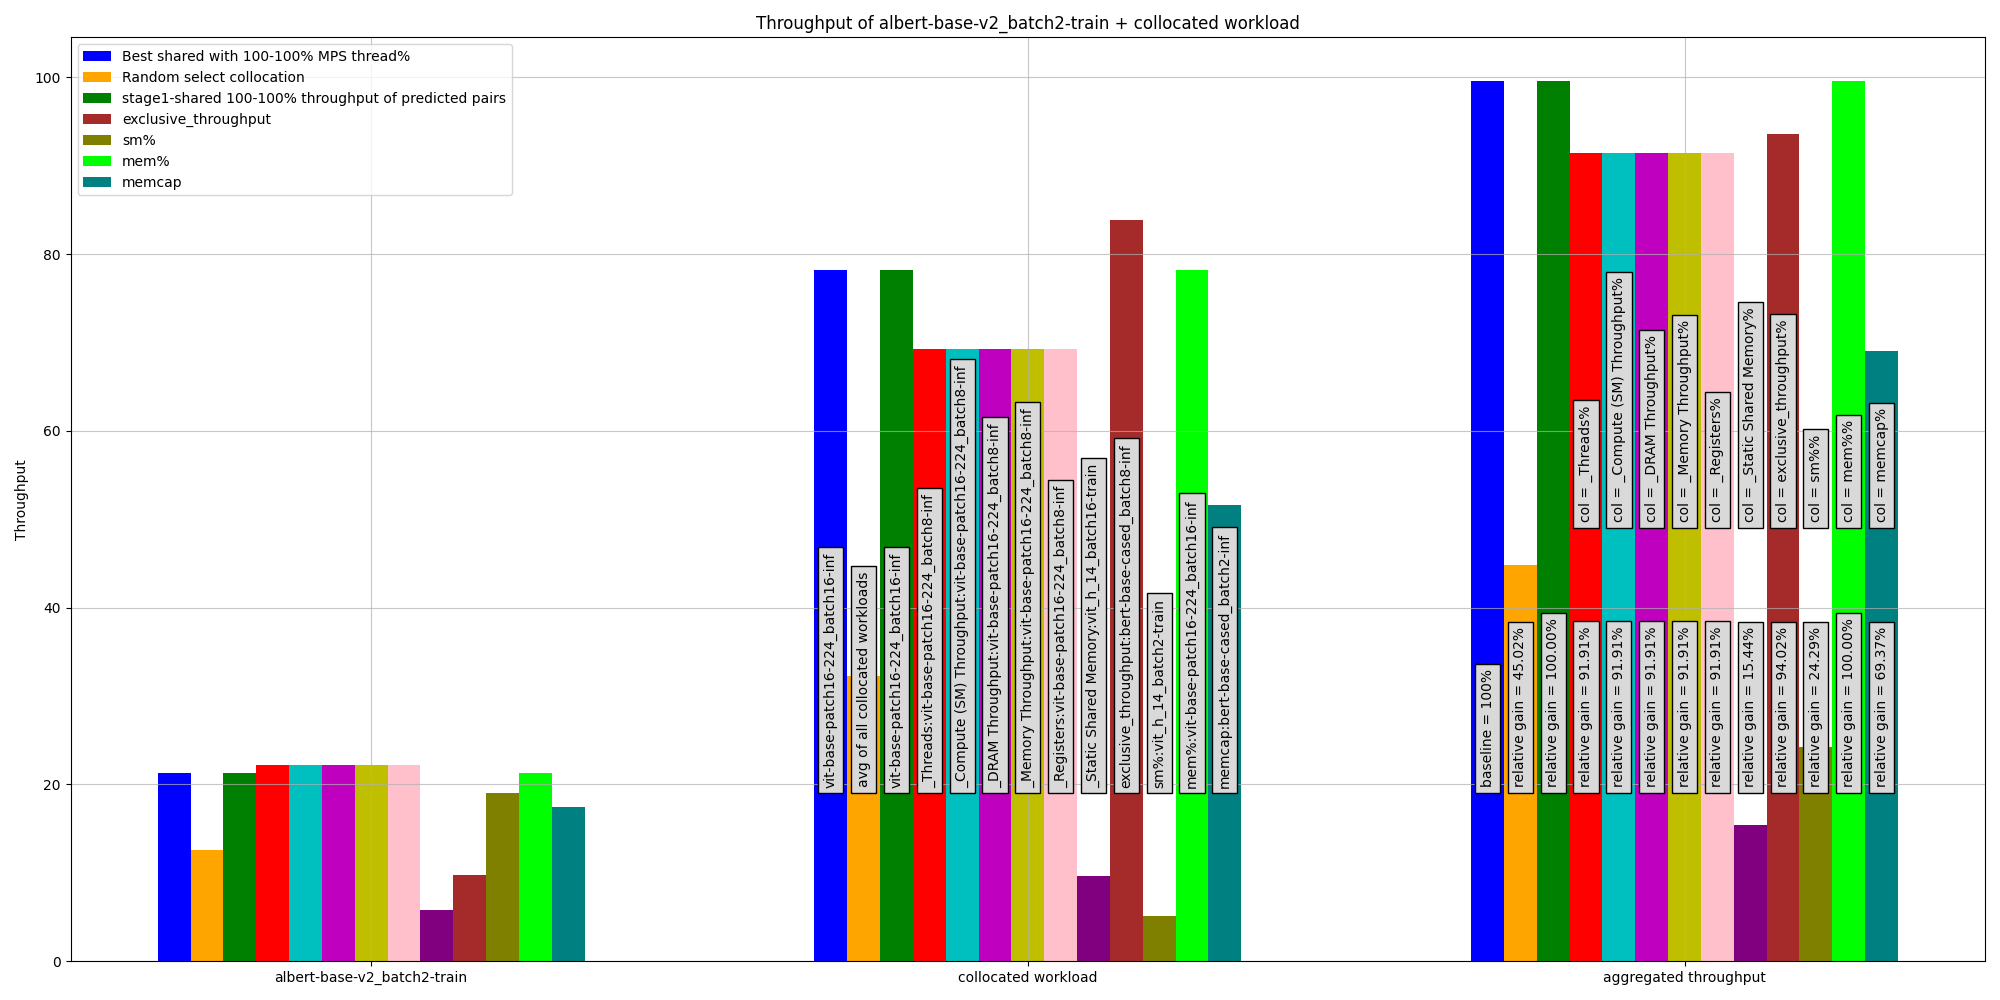 Throughput of albert-base-v2_batch2-train + collocated workload
Best shared with 100-100% MPS thread%
Random select collocation
stage1-shared 100-100% throughput of predicted pairs
exclusive_throughput
sm%
mem%
memcap
Throughput
100
80
60
40
20
0
vit-base-patch16-224_batch16-inf
avg of all collocated workloads
vit-base-patch16-224_batch16-inf
_Threads:vit-base-patch16-224_batch8-inf
_Compute (SM) Throughput:vit-base-patch16-224_batch8-inf
_DRAM Throughput:vit-base-patch16-224_batch8-inf
_Memory Throughput:vit-base-patch16-224_batch8-inf
_Registers:vit-base-patch16-224_batch8-inf
_Static Shared Memory:vit_h_14_batch16-train
exclusive_throughput:bert-base-cased_batch8-inf
sm%:vit_h_14_batch2-train
mem%:vit-base-patch16-224_batch16-inf
memcap:bert-base-cased_batch2-inf
col = _Threads%
col = _Compute (SM) Throughput%
col = _DRAM Throughput%
col = _Memory Throughput%
col = _Registers%
col = _Static Shared Memory%
col = exclusive_throughput%
col = sm%%
col = mem%%
col = memcap%
baseline = 100%
relative gain = 45.02%
relative gain = 100.00%
relative gain = 91.91%
relative gain = 91.91%
relative gain = 91.91%
relative gain = 91.91%
relative gain = 91.91%
relative gain = 15.44%
relative gain = 94.02%
relative gain = 24.29%
relative gain = 100.00%
relative gain = 69.37%
albert-base-v2_batch2-train
collocated workload
aggregated throughput